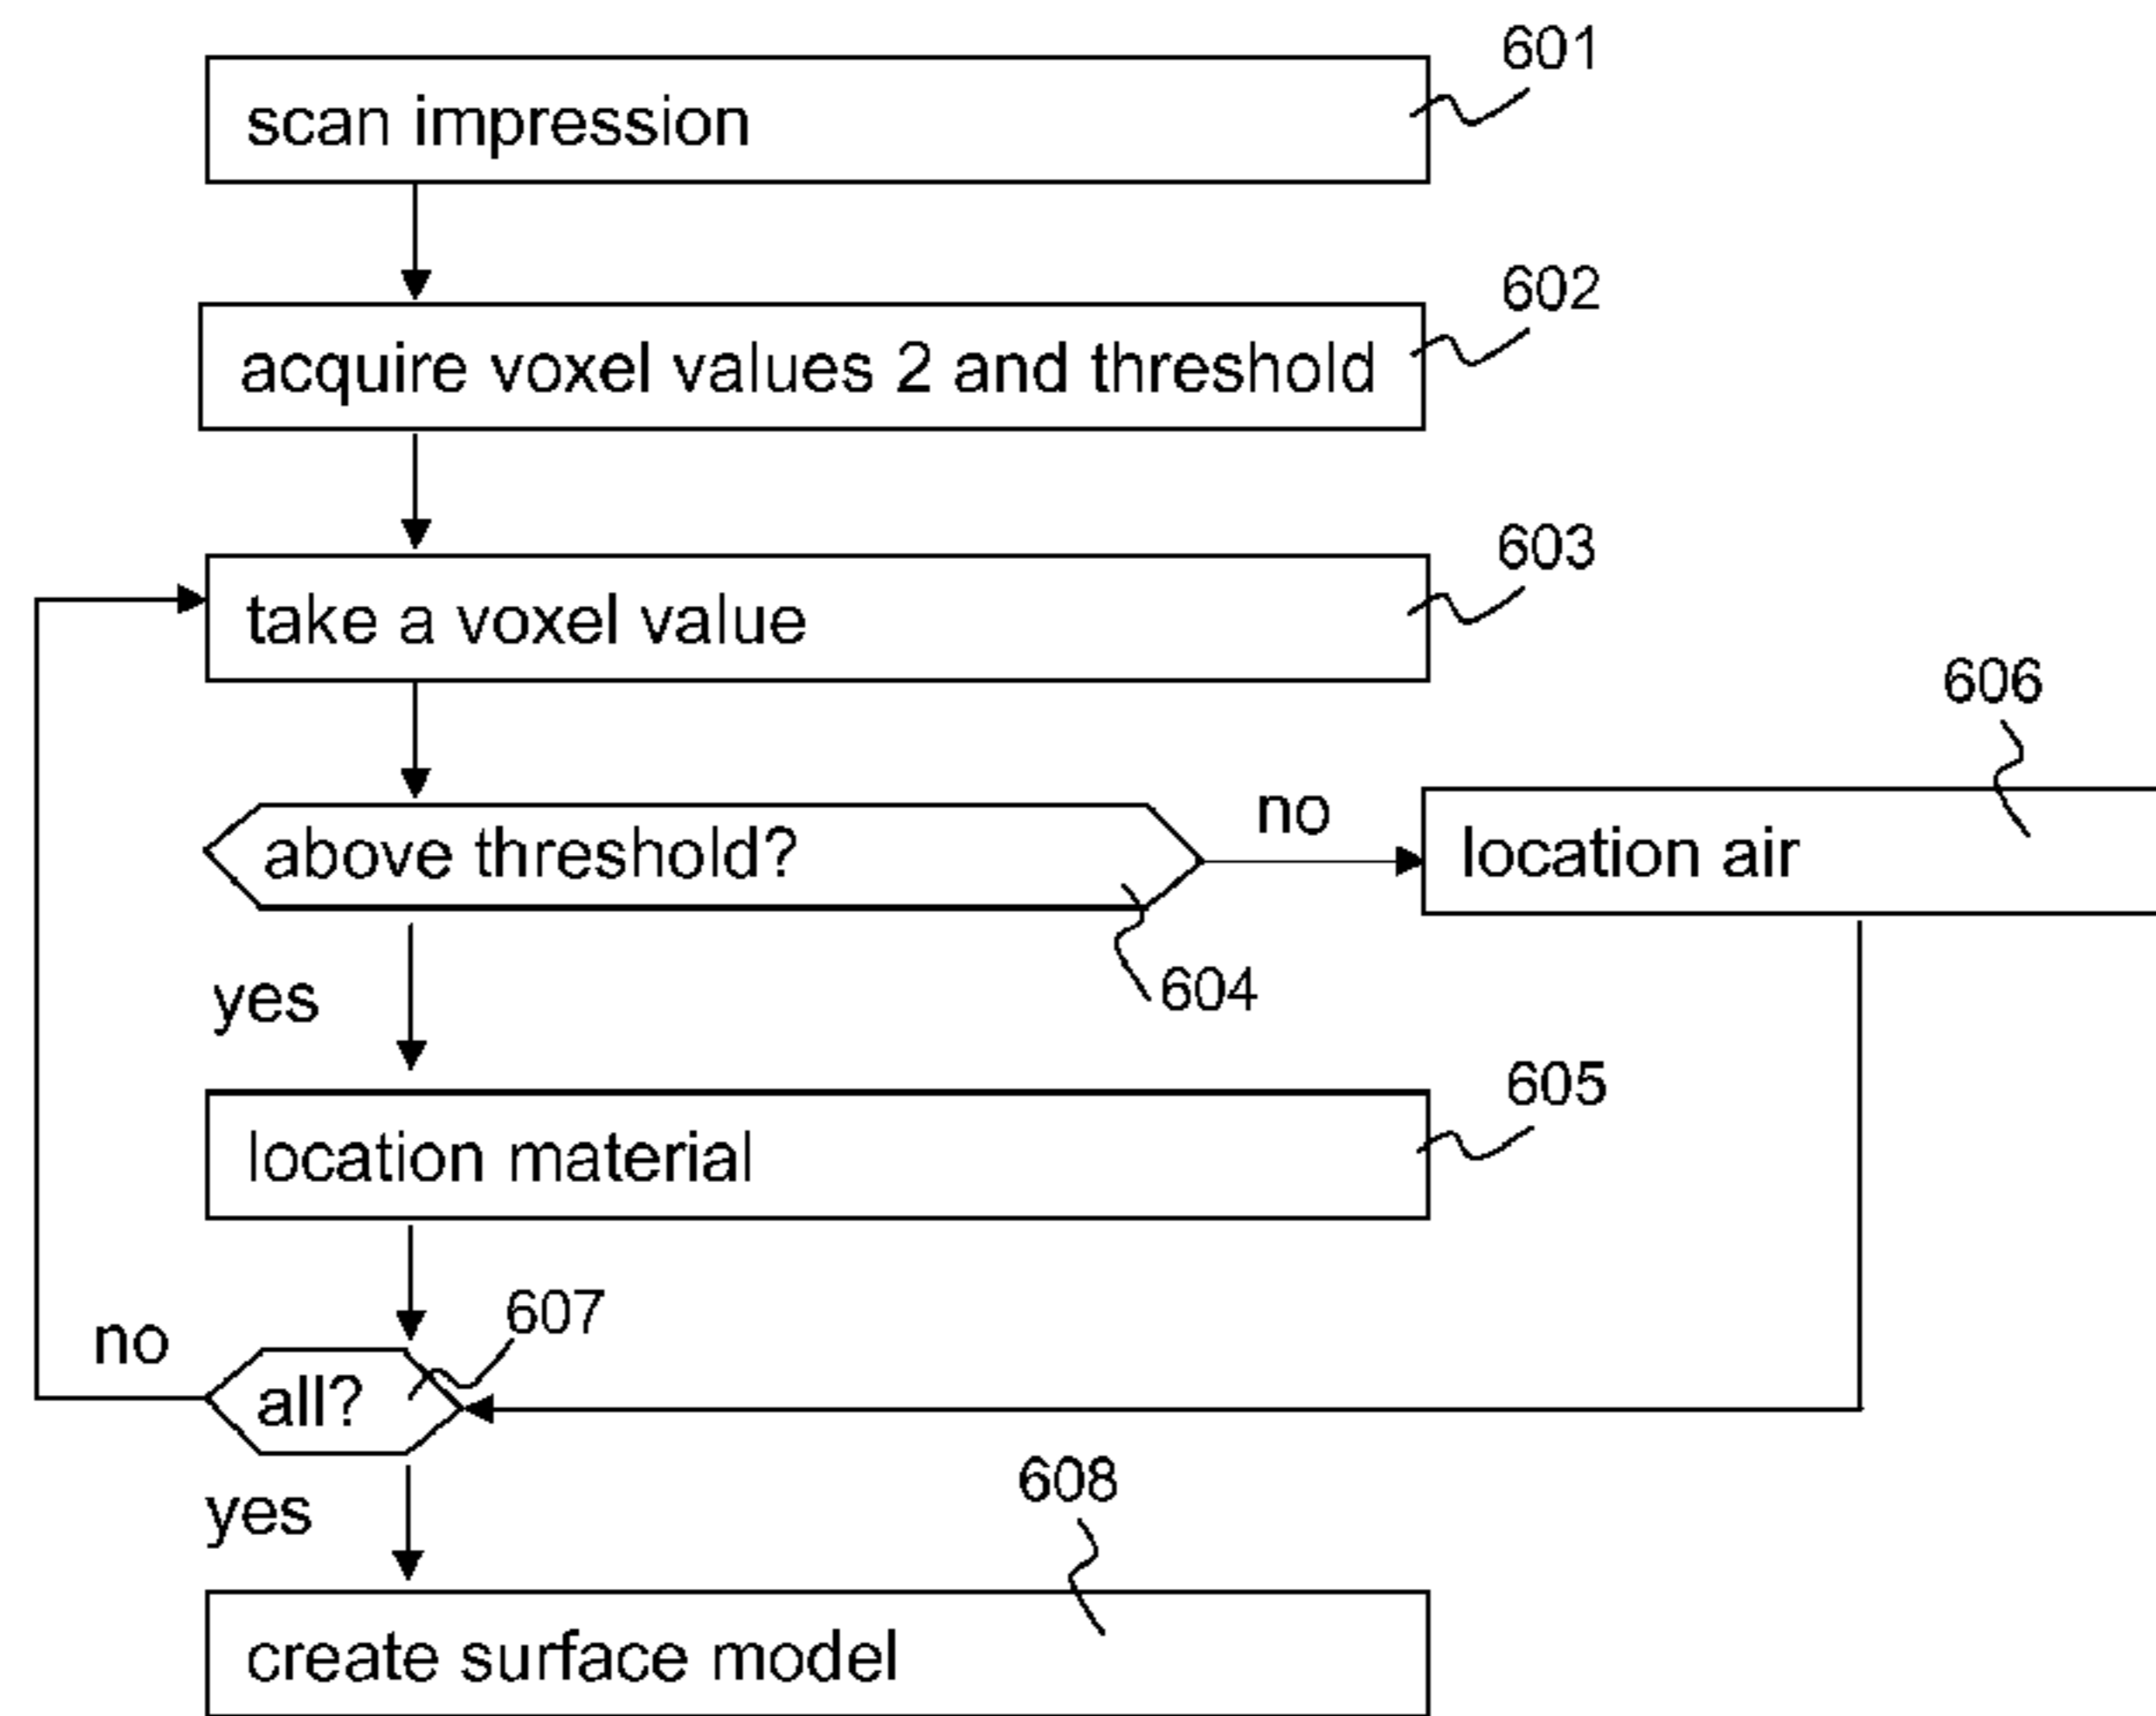 601
scan impression
602
acquire voxel values 2 and threshold
603
take a voxel value
606
above threshold?
no
location air
604
yes
605
location material
607
no
all?
608
yes
create surface model